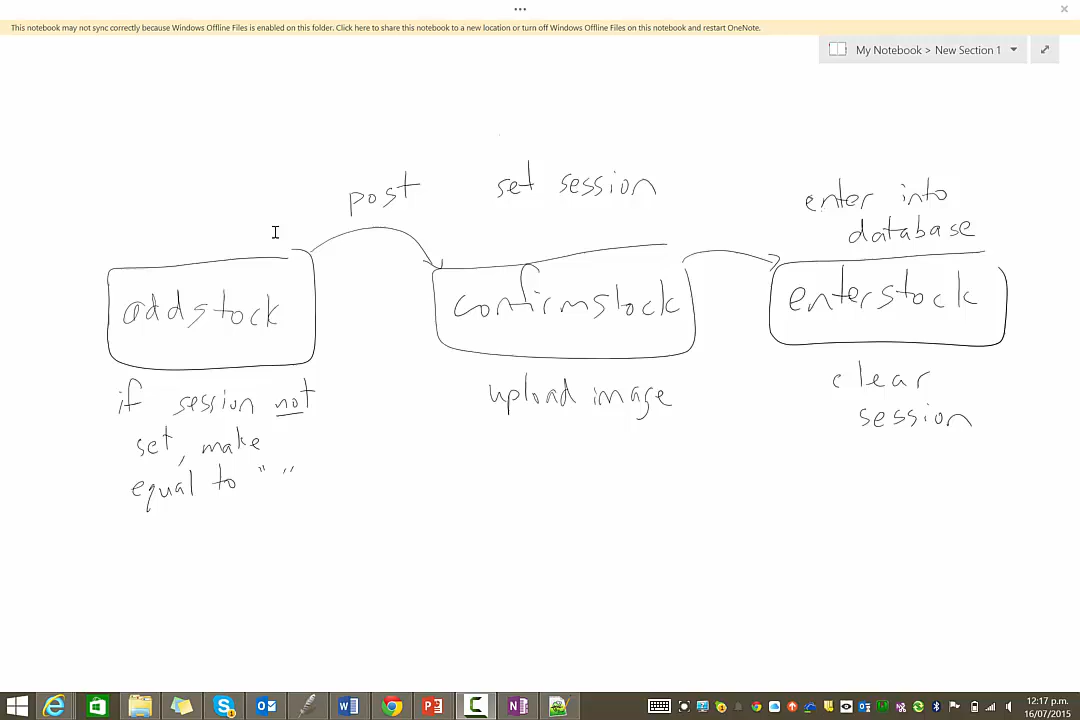 This notebook may not sync correctly because Windows Offline Files is enabled on this folder. Click here to share this notebook to a new location or turn off Windows Offline Files on this notebook and restart OneNote.
My Notebook > New Section 1
post
set session
enter into
database
addstock
confirmstock
enterstock
if session not
set, make
equal to " "
upload image
clear
session
12:17 p.m.
16/07/2015